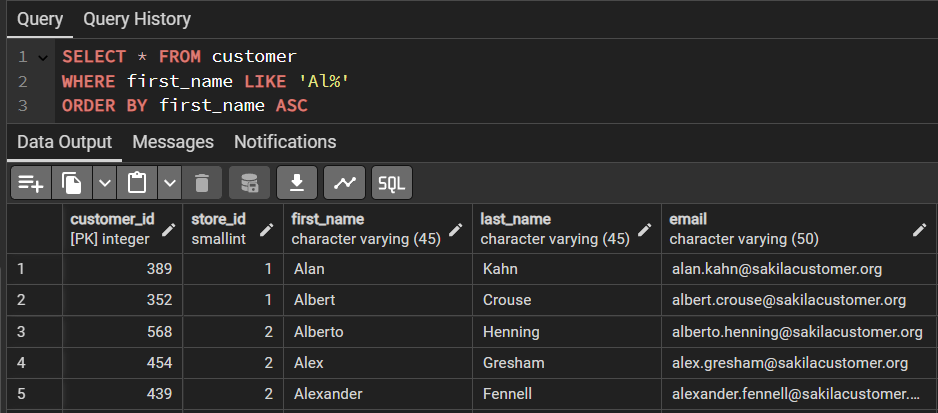 Query Query History
1 SELECT * FROM customer
2 WHERE first_name LIKE 'Al%'
3 ORDER BY first_name ASC
Data Output Messages Notifications
SQL
customer_id store_id first_name last_name email
[PK] integer smallint character varying (45) character varying (45) character varying (50)
1 389 1 Alan Kahn alan.kahn@sakilacustomer.org
2 352 1 Albert Crouse albert.crouse@sakilacustomer.org
3 568 2 Alberto Henning alberto.henning@sakilacustomer.org
4 454 2 Alex Gresham alex.gresham@sakilacustomer.org
5 439 2 Alexander Fennell alexander.fennell@sakilacustomer.…